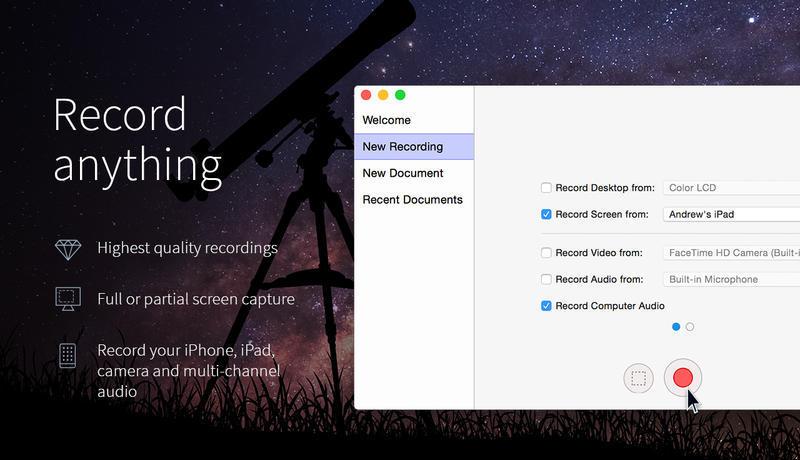 Record
anything
Highest quality recordings
Full or partial screen capture
Record your iPhone, iPad,
camera and multi-channel
audio
Welcome
New Recording
New Document
Recent Documents
Record Desktop from: Color LCD
Record Screen from: Andrew's iPad
Record Video from: FaceTime HD Camera (Built-i
Record Audio from: Built-in Microphone
Record Computer Audio